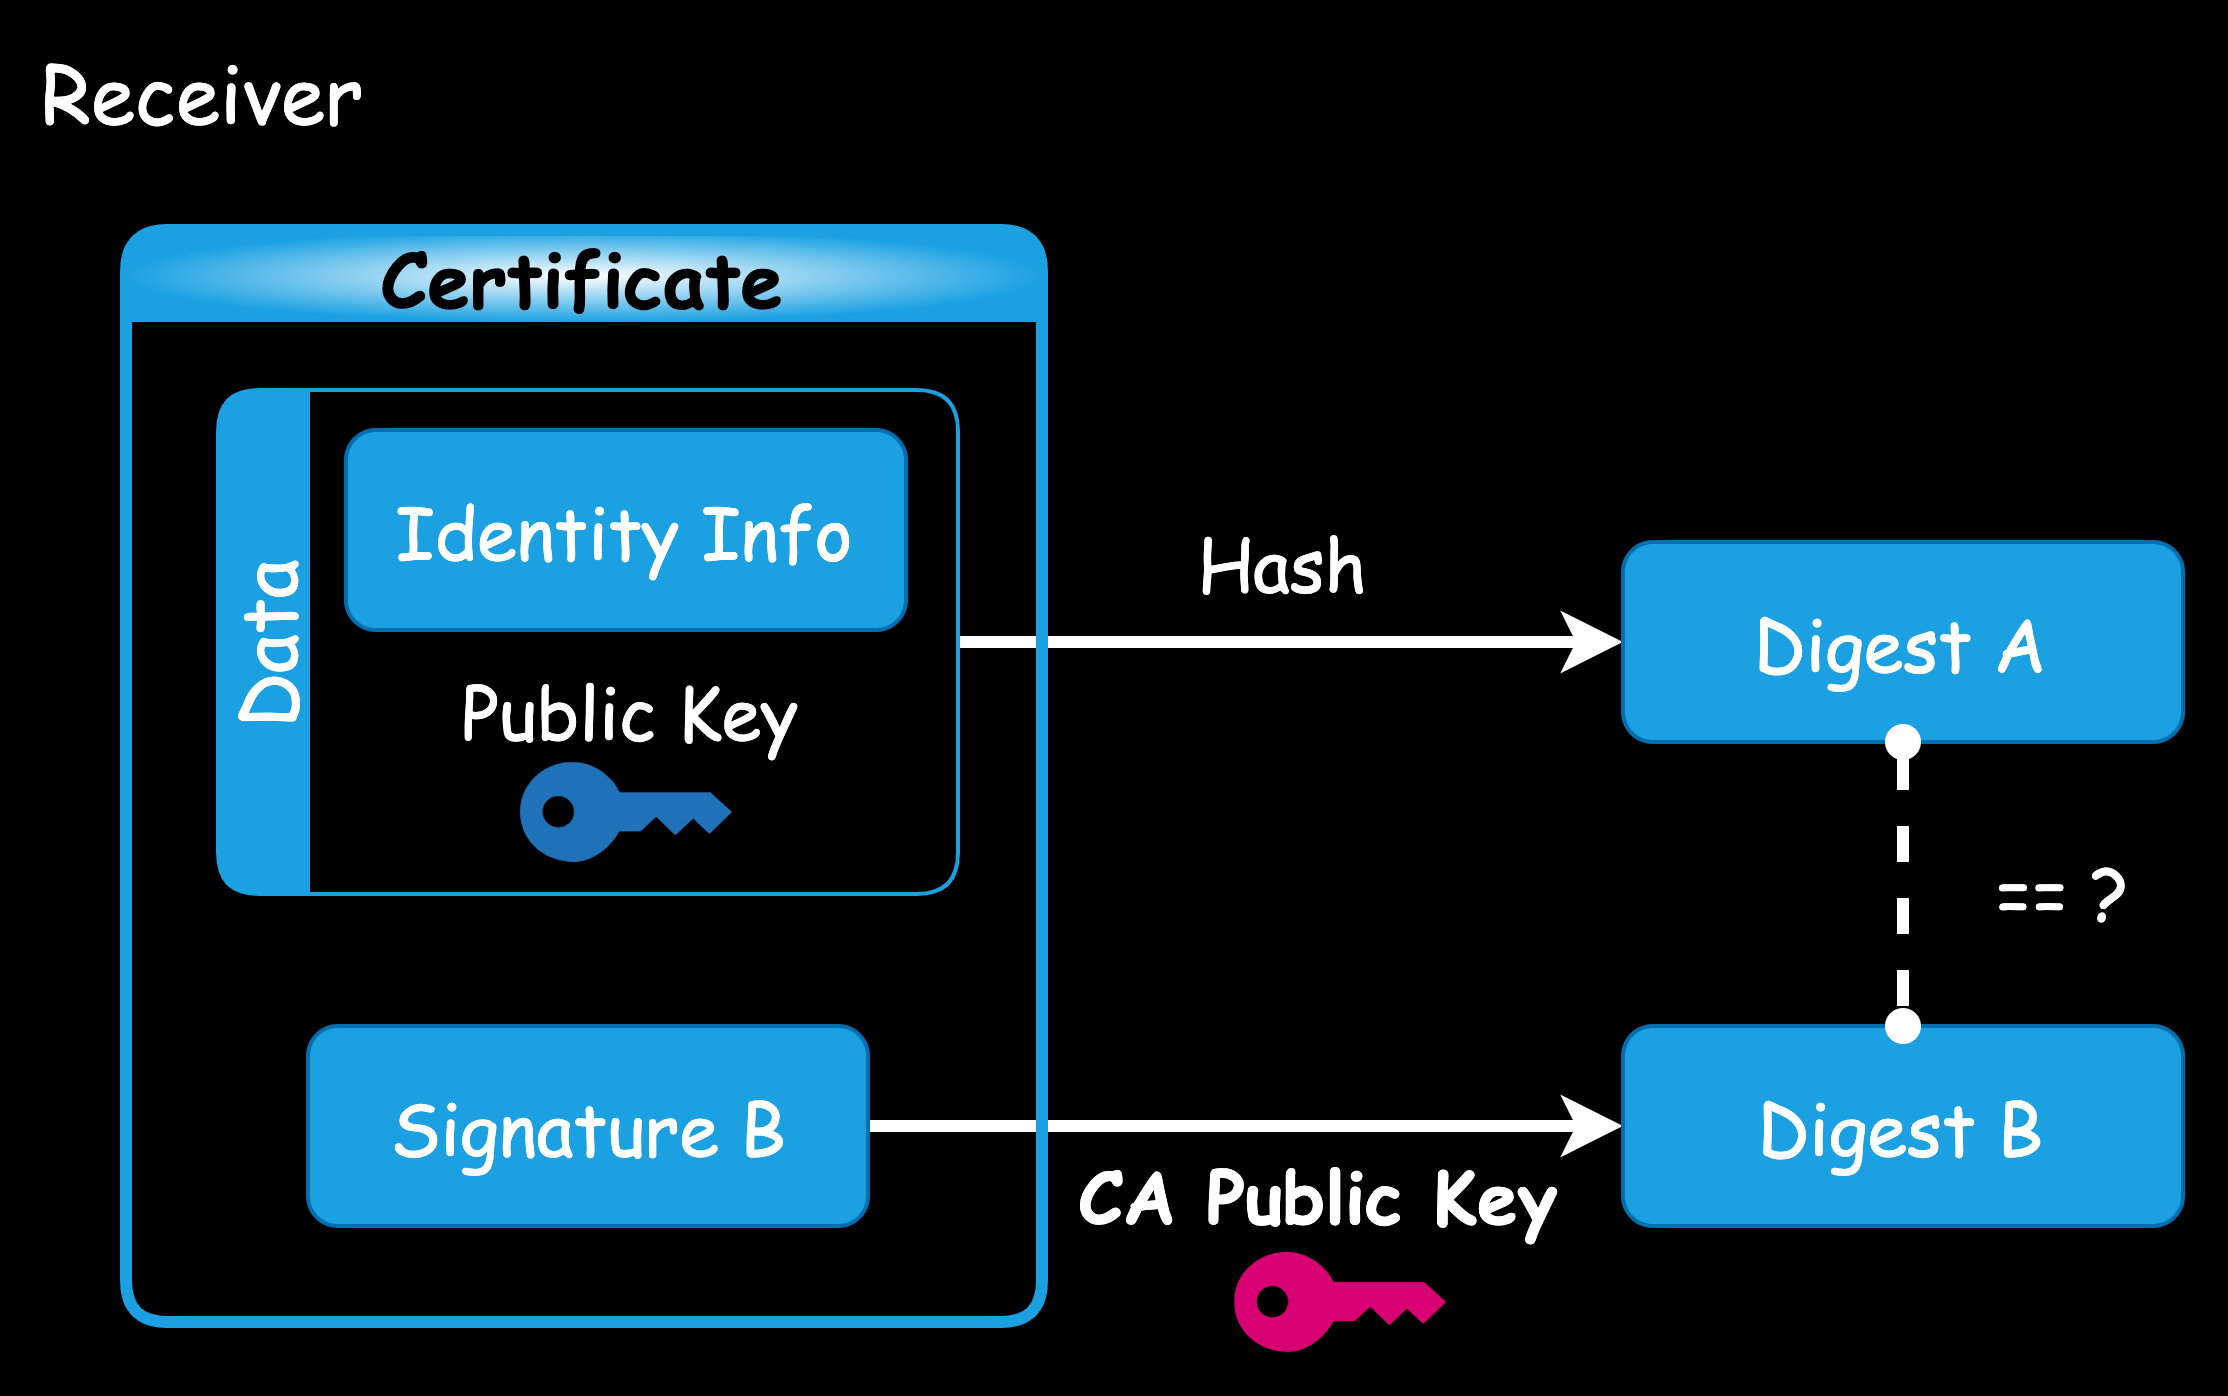 Receiver
Certificate
Data
Identity Info
Public Key
Hash
Digest A
== ?
Signature B
CA Public Key
Digest B